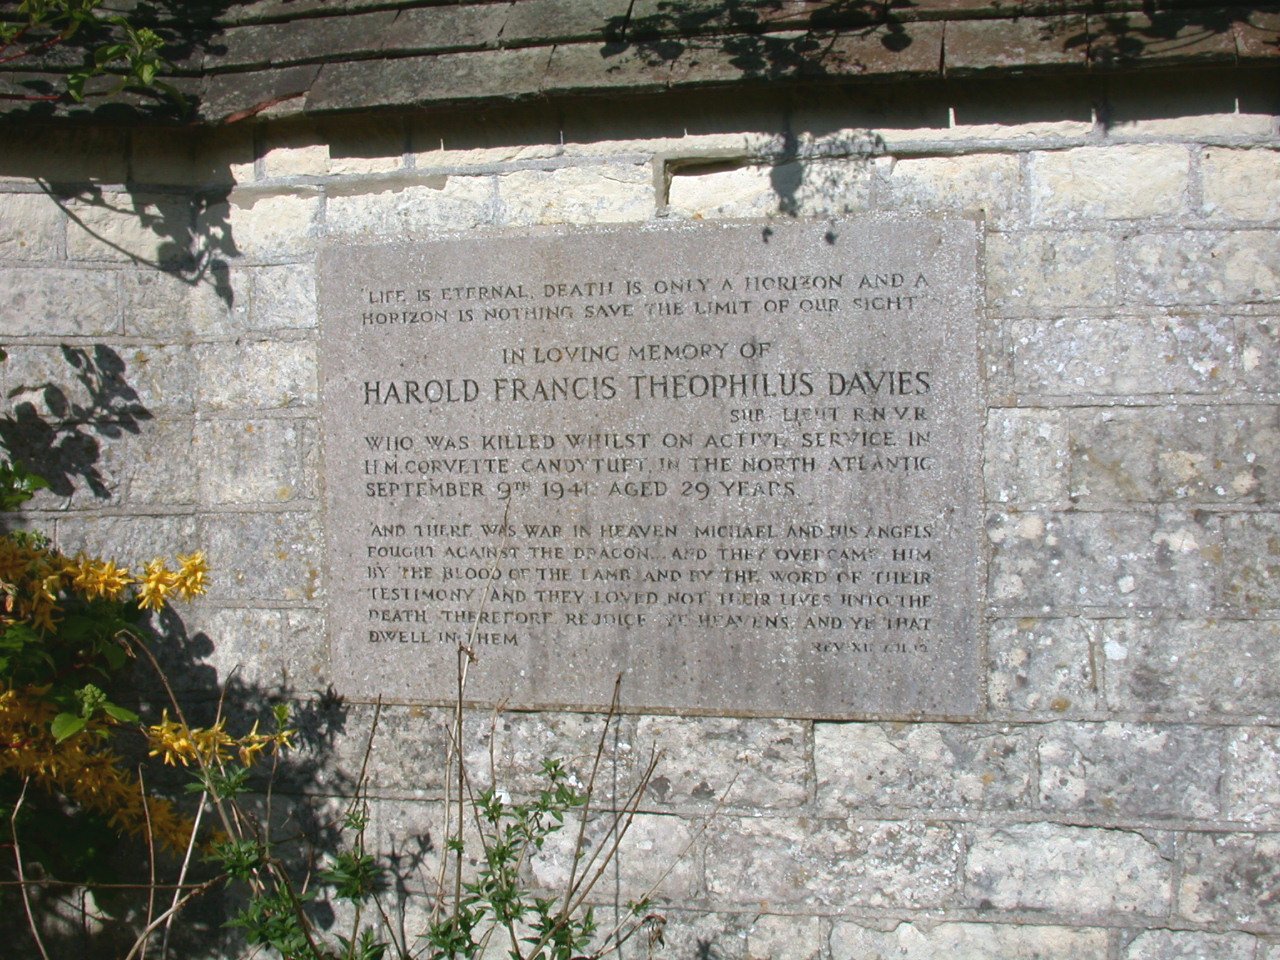 "LIFE IS ETERNAL, DEATH IS ONLY A HORIZON AND A
HORIZON IS NOTHING SAVE THE LIMIT OF OUR SIGHT"
IN LOVING MEMORY OF
HAROLD FRANCIS THEOPHILUS DAVIES
SUB. LIEUT R.N.V.R.
WHO WAS KILLED WHILST ON ACTIVE SERVICE IN
H.M. CORVETTE CANDYTUFT, IN THE NORTH ATLANTIC
SEPTEMBER 9TH 1941. AGED 29 YEARS.
"AND THERE WAS WAR IN HEAVEN MICHAEL AND HIS ANGELS
FOUGHT AGAINST THE DRAGON... AND THEY OVERCAME HIM
BY THE BLOOD OF THE LAMB AND BY THE WORD OF THEIR
TESTIMONY AND THEY LOVED NOT THEIR LIVES UNTO THE
DEATH THEREFORE REJOICE YE HEAVENS AND YE THAT
DWELL IN THEM"
REV. XII 7.11.12